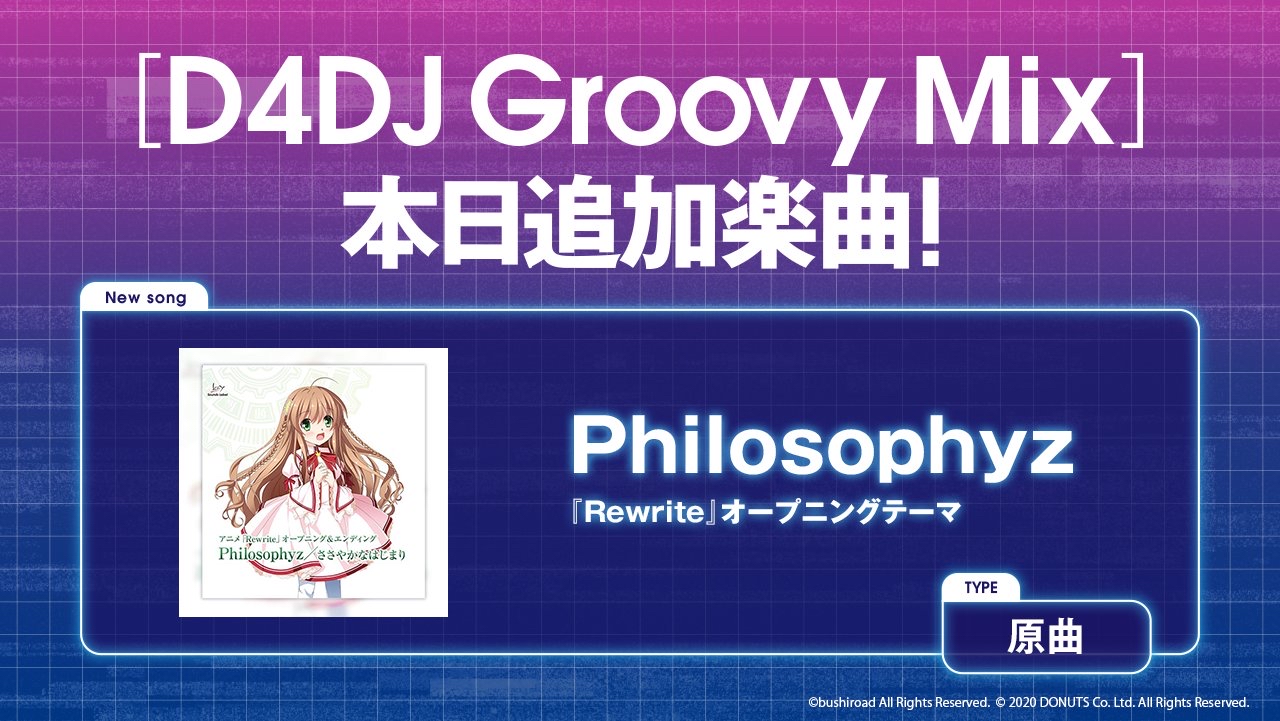 [D4DJ Groovy Mix]
本日追加楽曲!
New song
Key
Sounds Label
アニメ『Rewrite』オープニング&エンディング
Philosophyz/ささやかなはじまり
Philosophyz
『Rewrite』オープニングテーマ
TYPE
原曲
©bushiroad All Rights Reserved. © 2020 DONUTS Co. Ltd. All Rights Reserved.